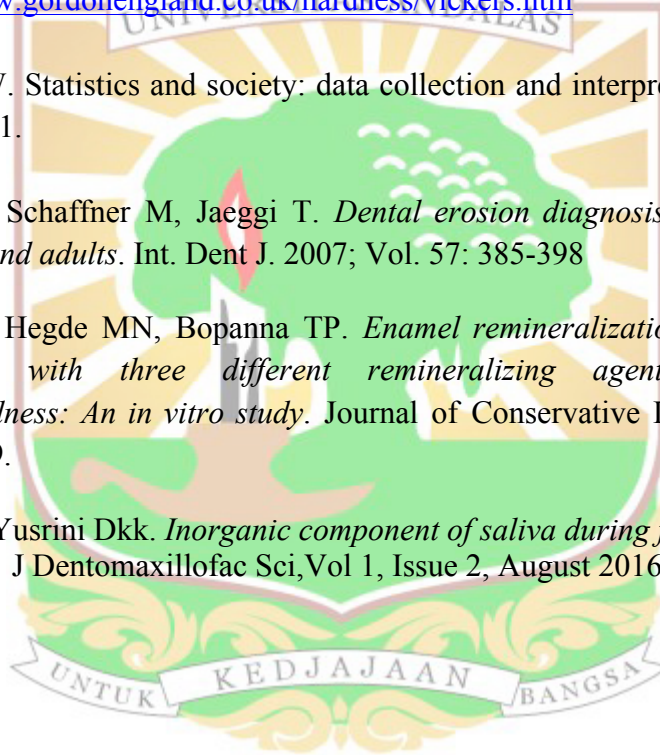 w.gordonengland.co.uk/hardness/vickers.htm
UNIVERSITAS ANDALAS
. Statistics and society: data collection and interpre
1.
Schaffner M, Jaeggi T. Dental erosion diagnosis
nd adults. Int. Dent J. 2007; Vol. 57: 385-398
Hegde MN, Bopanna TP. Enamel remineralizatio
with three different remineralizing agent
dness: An in vitro study. Journal of Conservative D
Yusrini Dkk. Inorganic component of saliva during f
J Dentomaxillofac Sci,Vol 1, Issue 2, August 2016
UNTUK KEDJAJAAN BANGSA